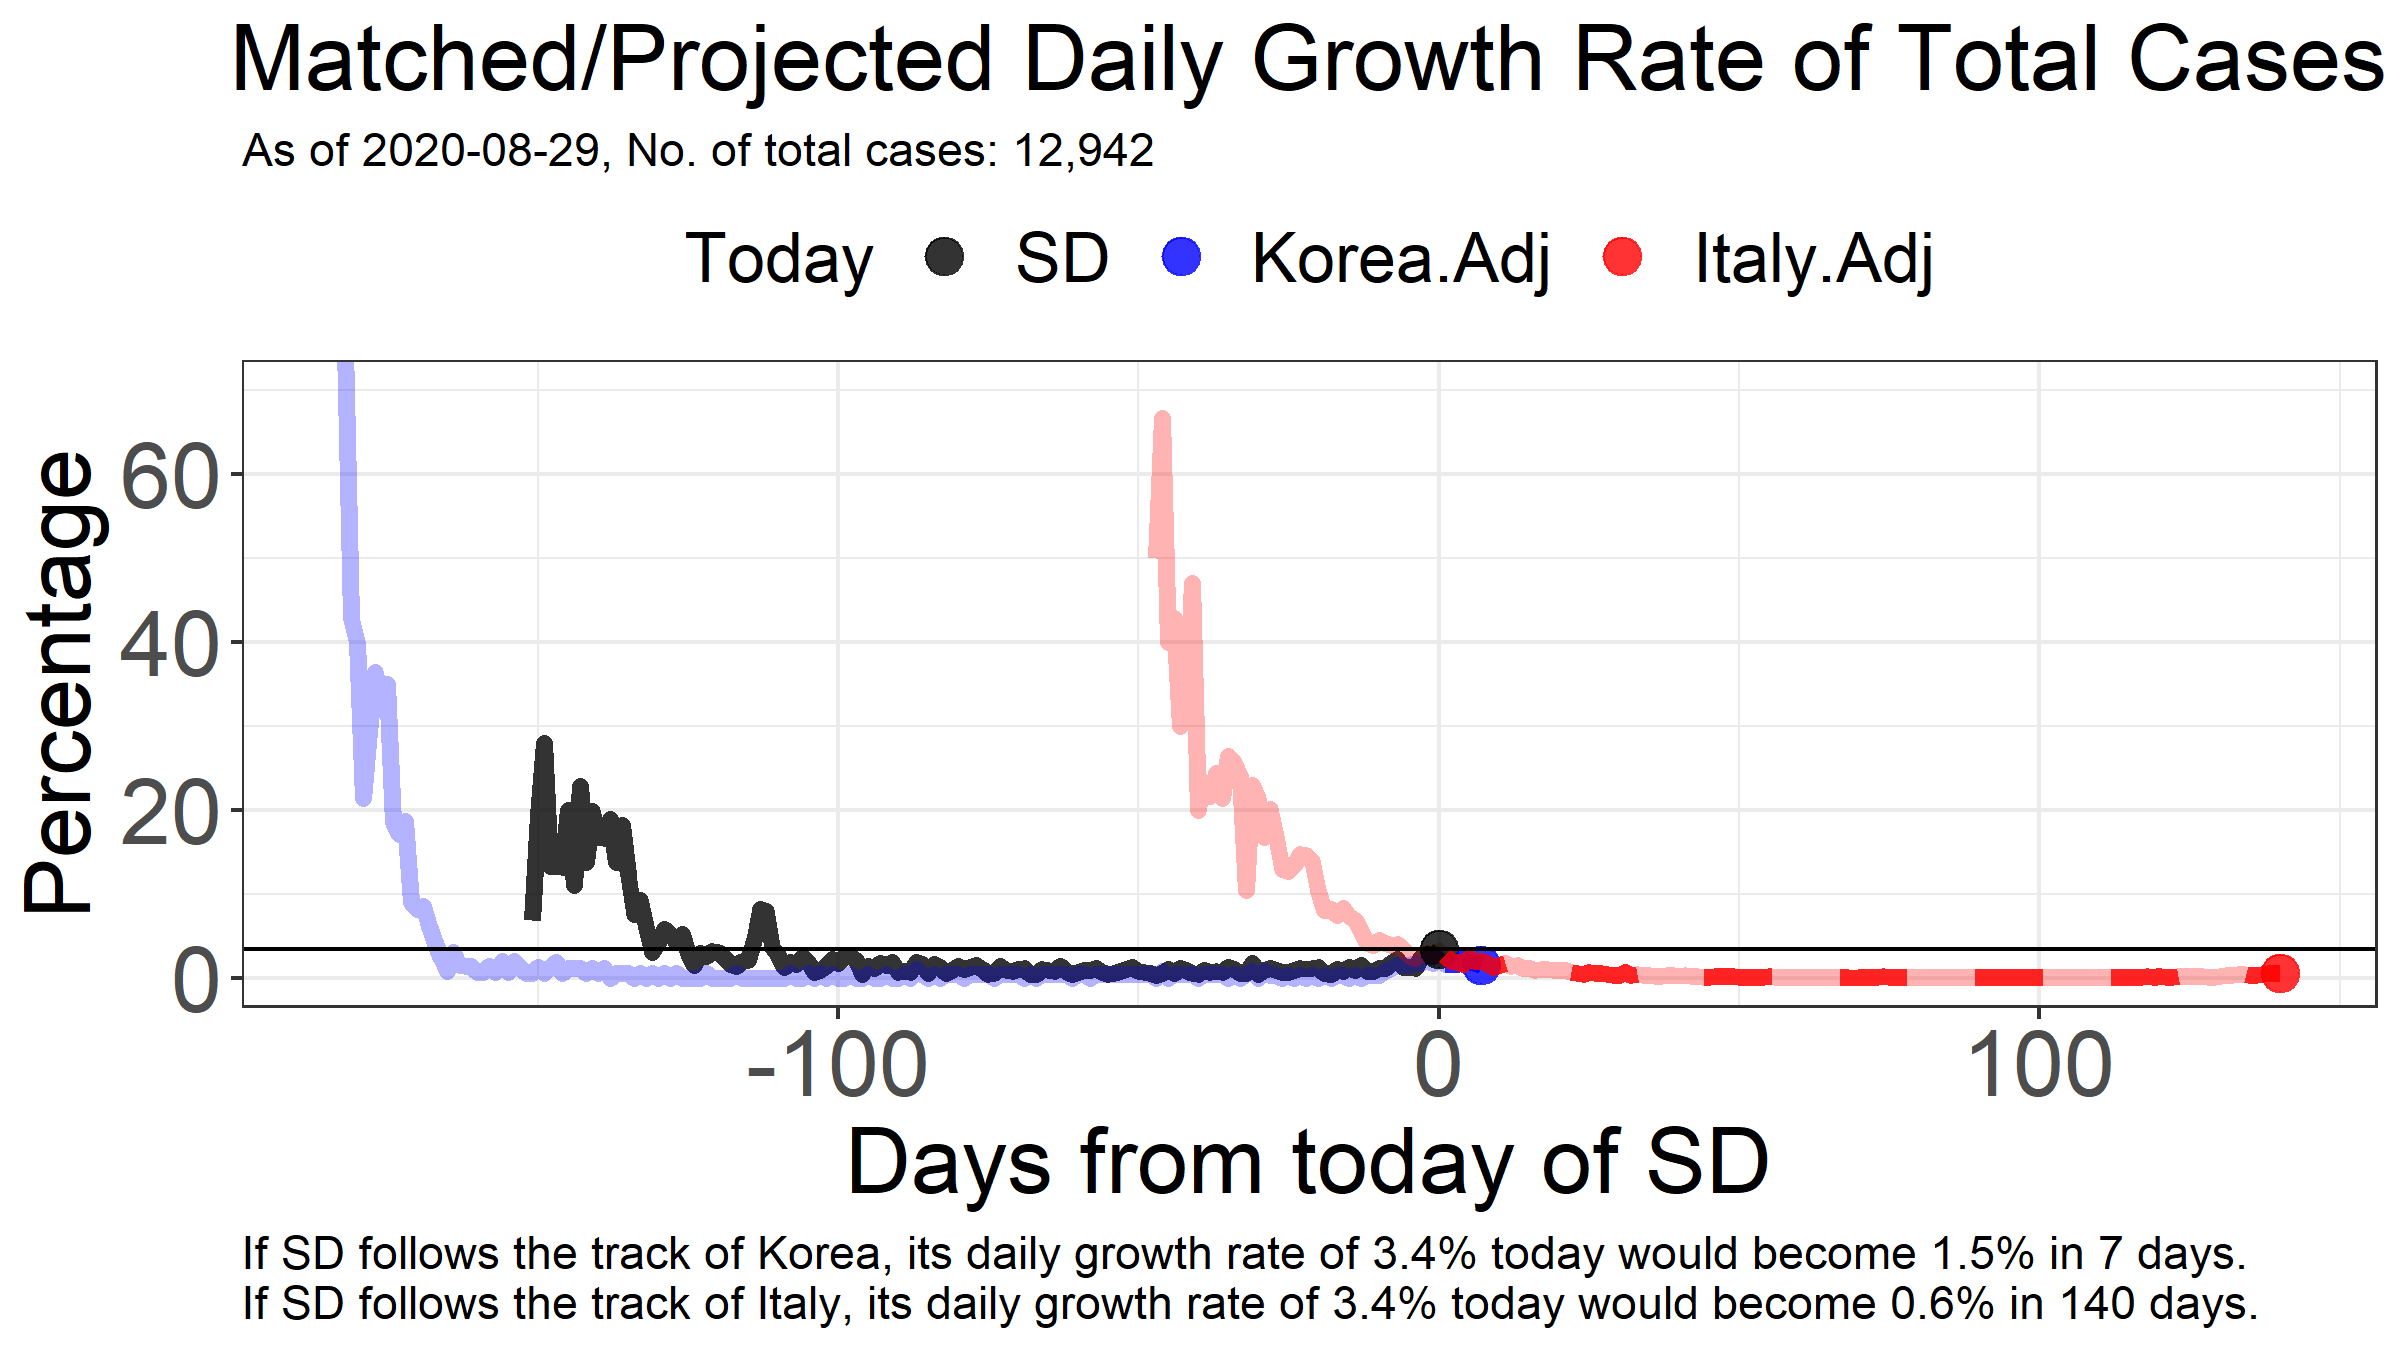 Matched/Projected Daily Growth Rate of Total Cases
As of 2020-08-29, No. of total cases: 12,942
Today SD Korea.Adj Italy.Adj
Percentage
60
40
20
0
-100 0 100
Days from today of SD
If SD follows the track of Korea, its daily growth rate of 3.4% today would become 1.5% in 7 days.
If SD follows the track of Italy, its daily growth rate of 3.4% today would become 0.6% in 140 days.